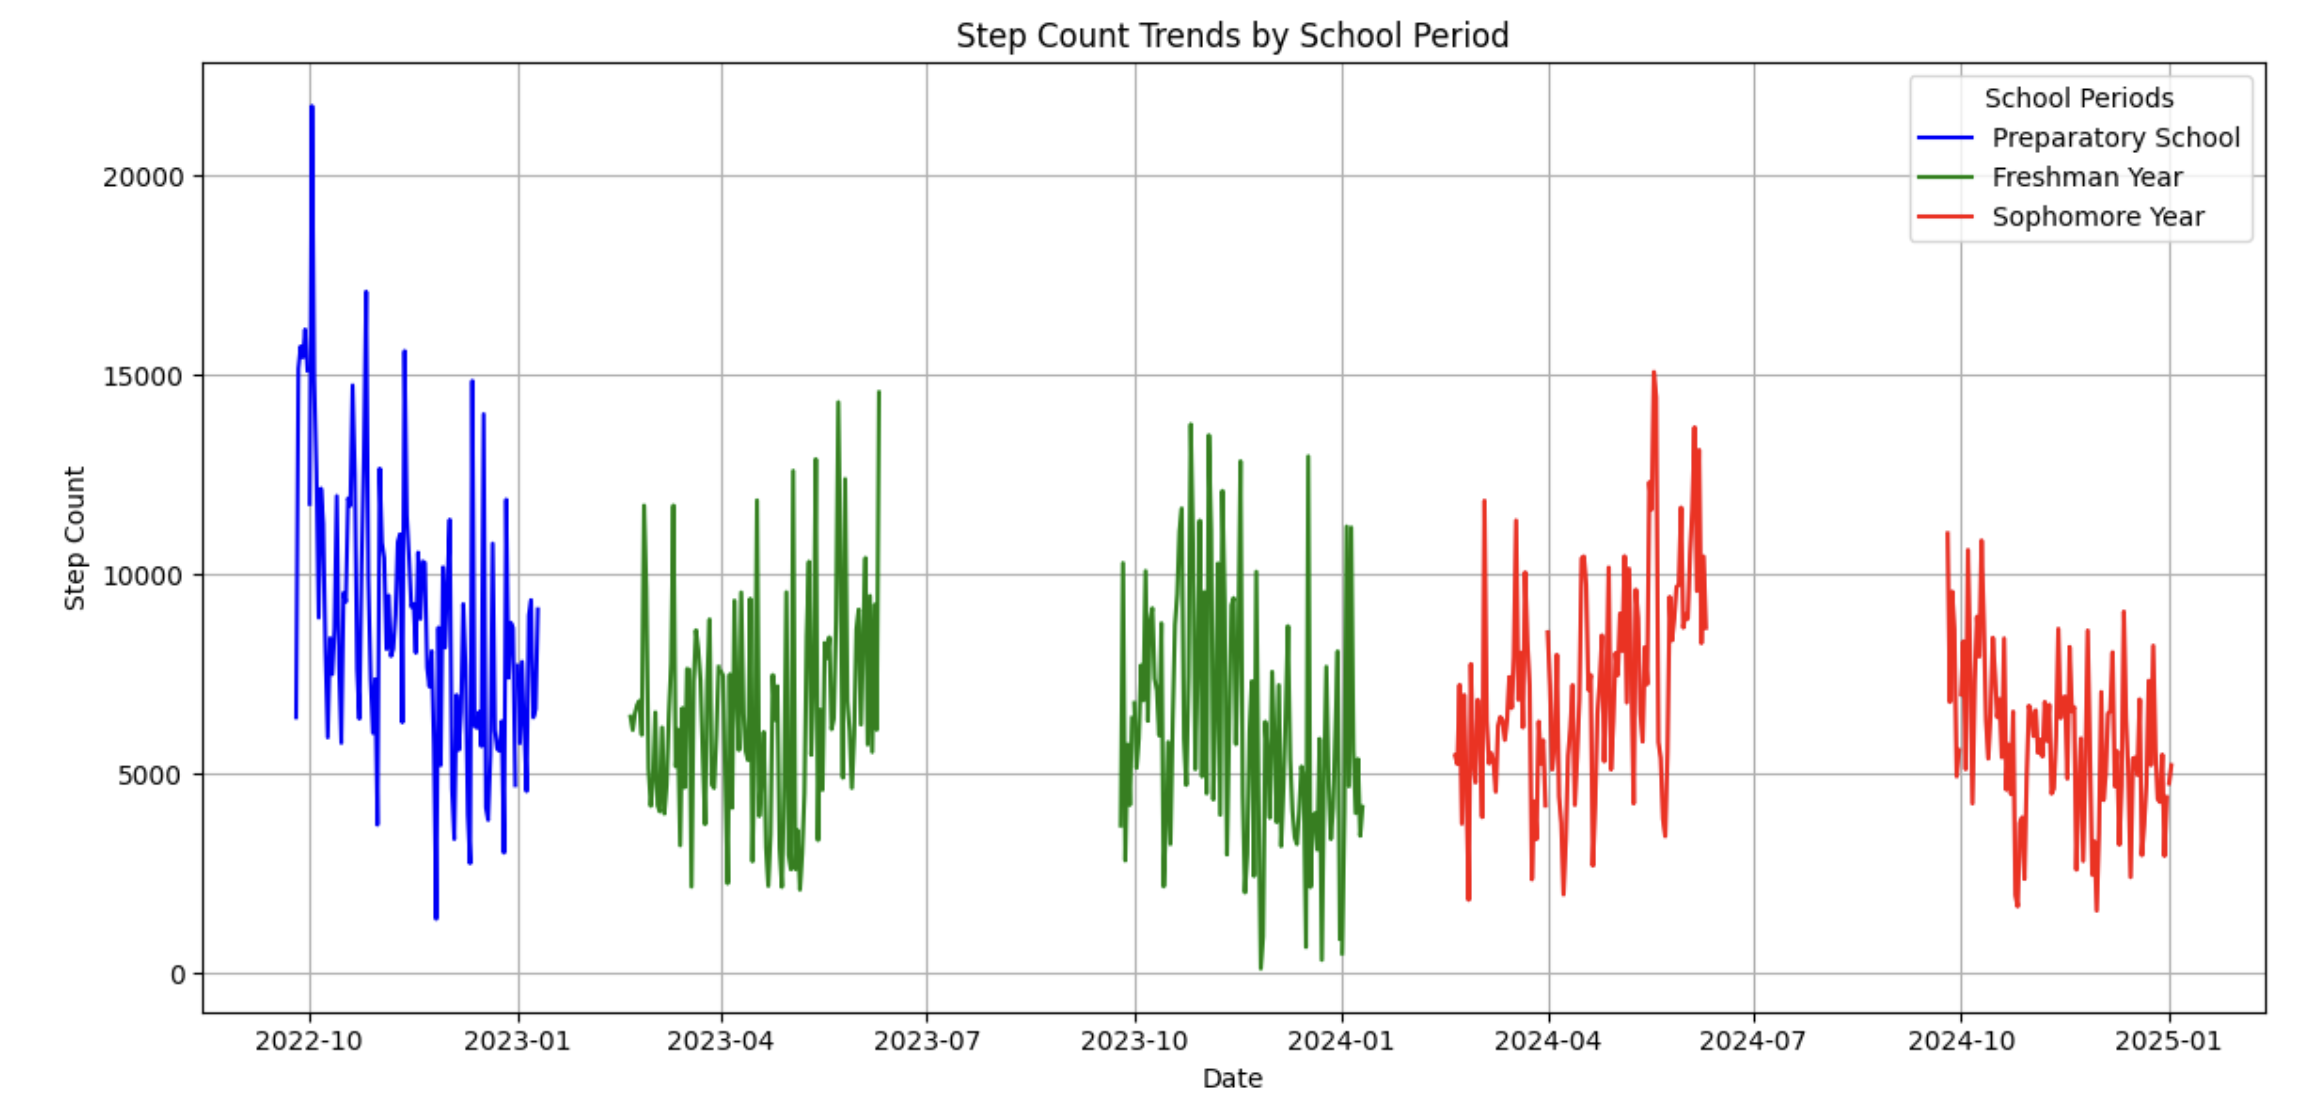 Step Count Trends by School Period
School Periods
Preparatory School
Freshman Year
Sophomore Year
20000
15000
10000
5000
0
Step Count
2022-10
2023-01
2023-04
2023-07
2023-10
2024-01
2024-04
2024-07
2024-10
2025-01
Date